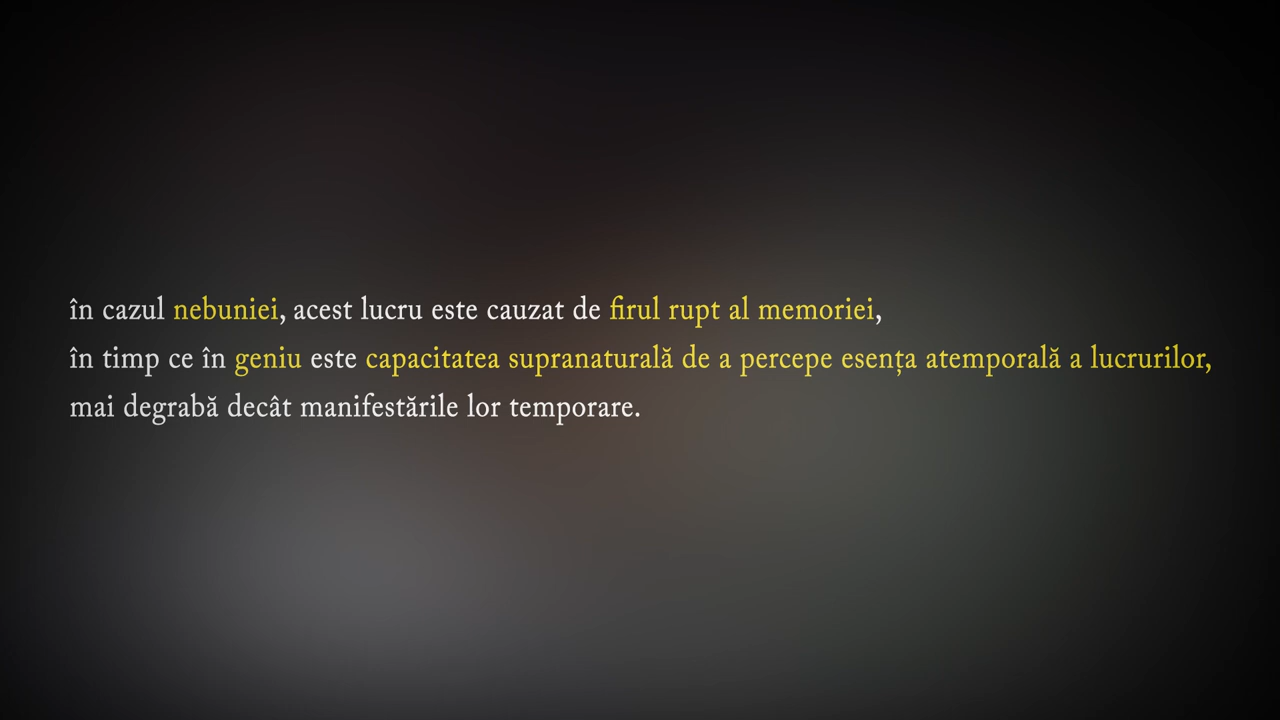 în cazul nebuniei, acest lucru este cauzat de firul rupt al memoriei,
în timp ce în geniu este capacitatea supranaturală de a percepe esența atemporală a lucrurilor,
mai degrabă decât manifestările lor temporare.